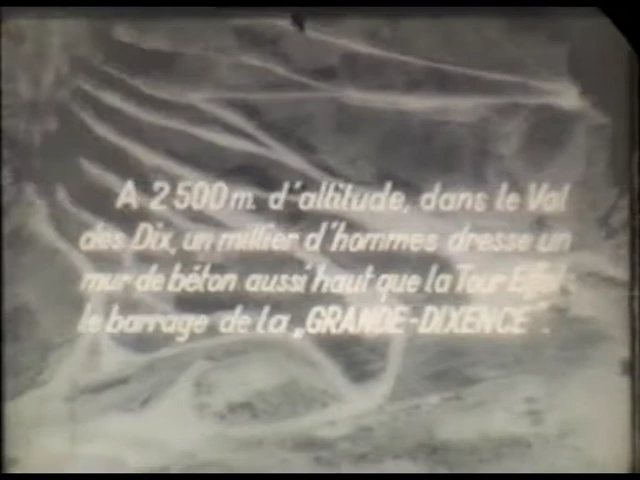 A 2500 m. d'altitude, dans le Val
des Dix, un millier d'hommes dresse un
mur de béton aussi haut que la Tour Eiffel :
le barrage de la „GRANDE-DIXENCE".